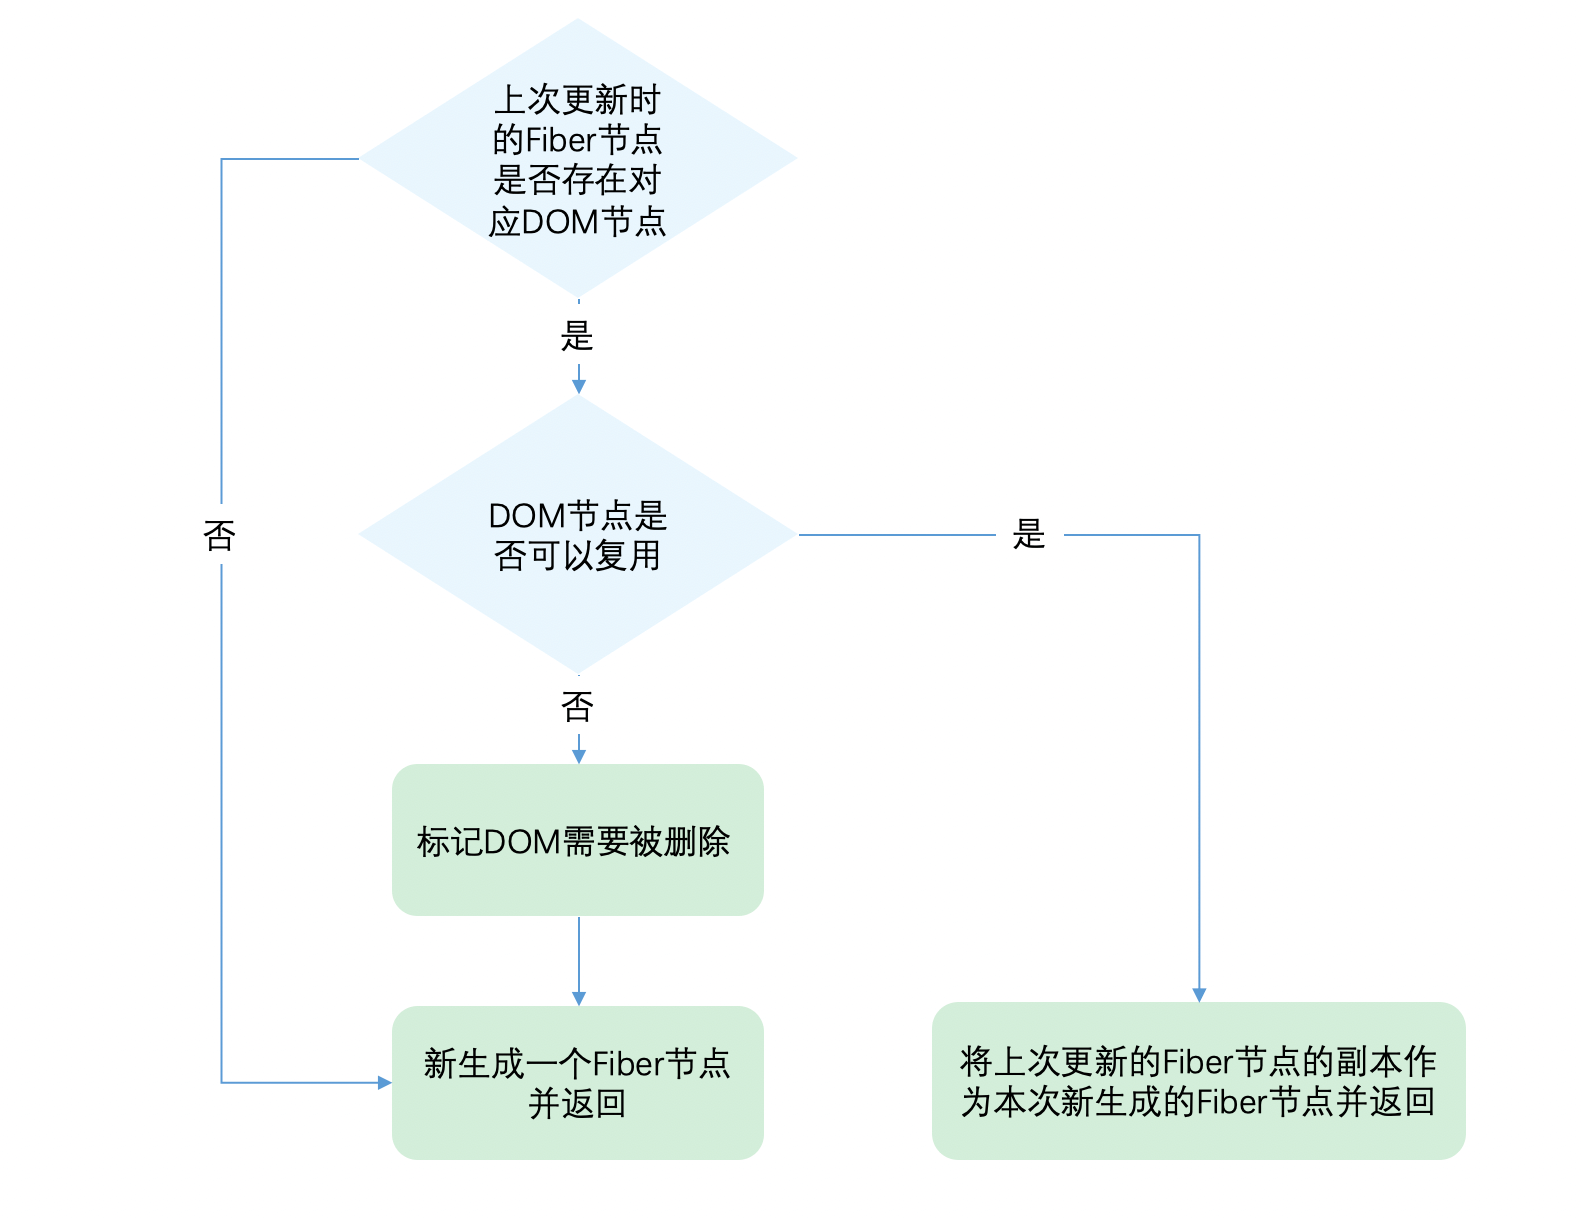 上次更新时
的Fiber节点
是否存在对
应DOM节点
是
DOM节点是
否可以复用
是
否
否
标记DOM需要被删除
新生成一个Fiber节点
并返回
将上次更新的Fiber节点的副本作
为本次新生成的Fiber节点并返回